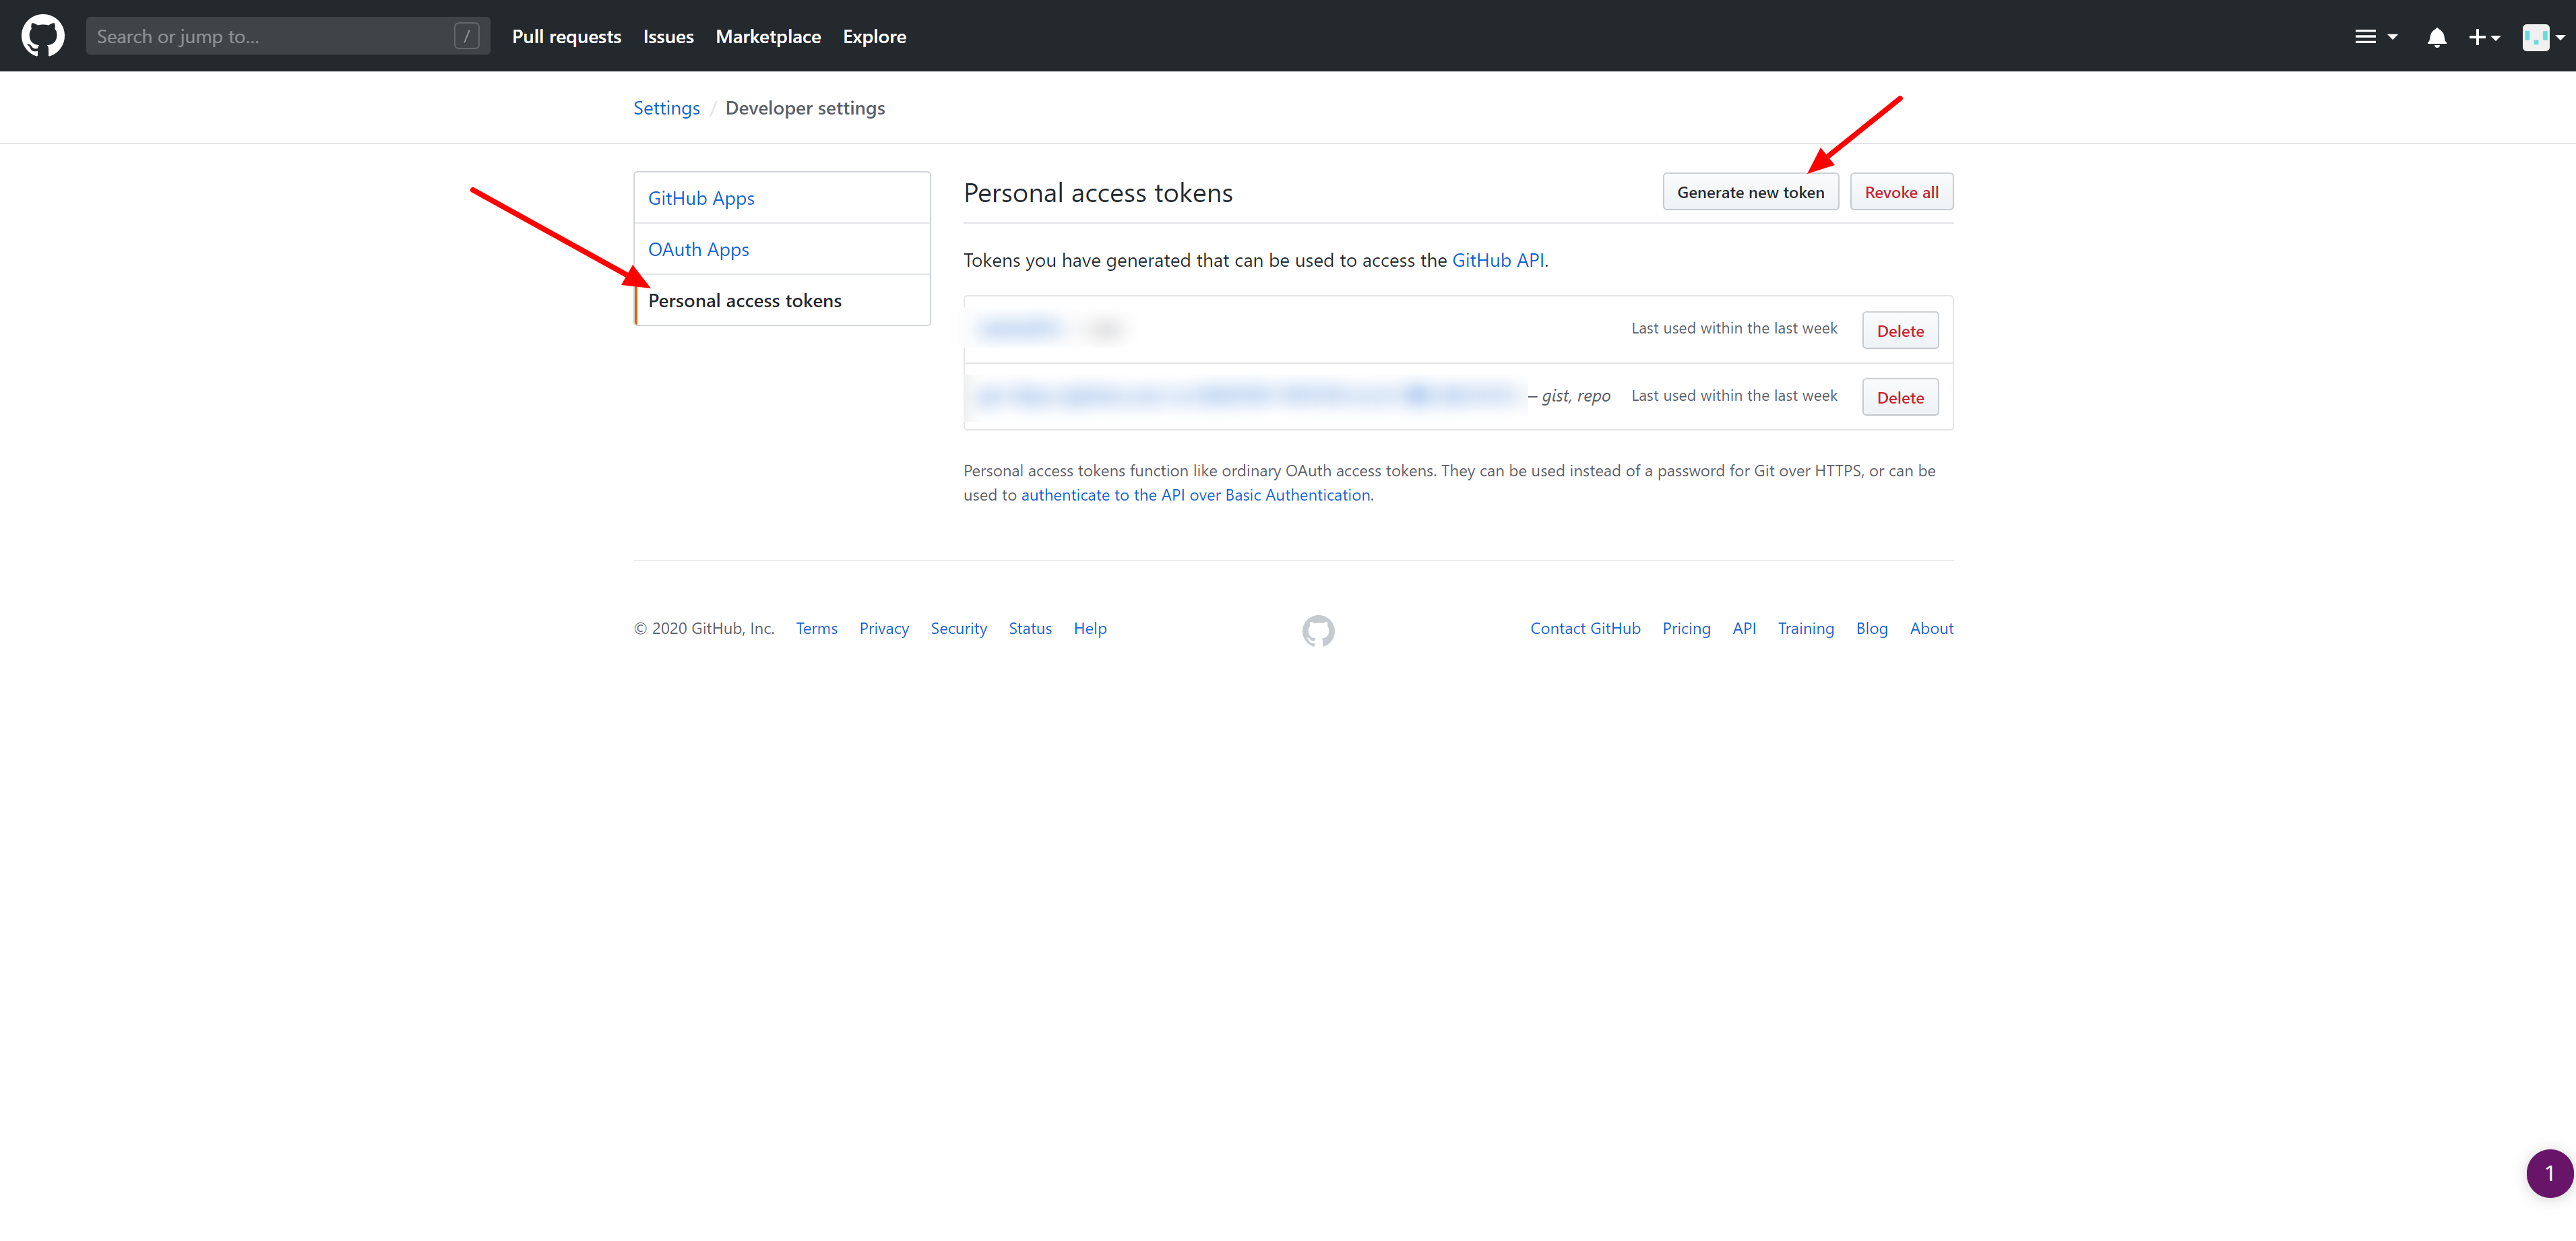 Search or jump to... / Pull requests Issues Marketplace Explore
Settings / Developer settings
GitHub Apps
OAuth Apps
Personal access tokens
Personal access tokens
Generate new token Revoke all
Tokens you have generated that can be used to access the GitHub API.
Last used within the last week Delete
– gist, repo Last used within the last week Delete
Personal access tokens function like ordinary OAuth access tokens. They can be used instead of a password for Git over HTTPS, or can be
used to authenticate to the API over Basic Authentication.
© 2020 GitHub, Inc. Terms Privacy Security Status Help Contact GitHub Pricing API Training Blog About
1